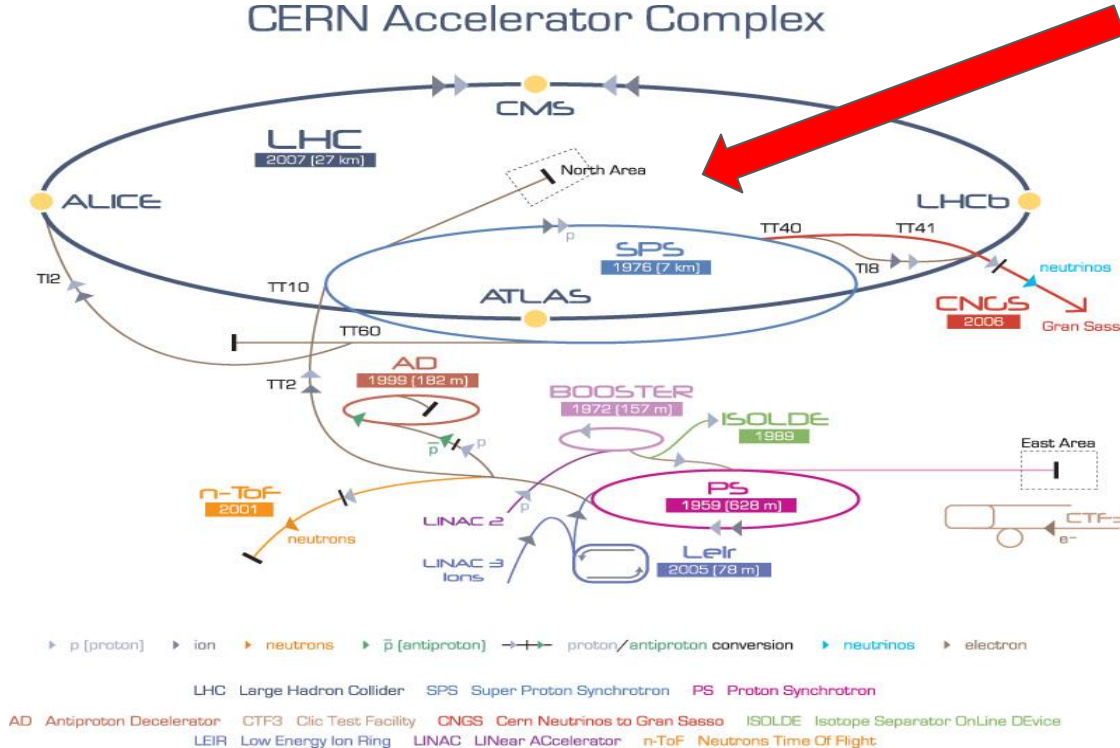 CERN Accelerator Complex
CMS
LHC
2007 (27 km)
North Area
ALICE
LHCb
TT40
TT41
SPS
1976 (7 km)
p
TI8
neutrinos
TI2
TT10
ATLAS
CNGS
2006
Gran Sasso
TT60
AD
1999 (182 m)
TT2
BOOSTER
1972 (157 m)
ISOLDE
1989
p̅
p
East Area
n-ToF
2001
LINAC 2
p
PS
1959 (628 m)
CTF3
e-
neutrons
LINAC 3
Ions
Leir
2005 (78 m)
p (proton) ion neutrons p̅ (antiproton) proton/antiproton conversion neutrinos electron
LHC Large Hadron Collider SPS Super Proton Synchrotron PS Proton Synchrotron
AD Antiproton Decelerator CTF3 Clic Test Facility CNGS Cern Neutrinos to Gran Sasso ISOLDE Isotope Separator OnLine DEvice
LEIR Low Energy Ion Ring LINAC LINear ACcelerator n-ToF Neutrons Time Of Flight